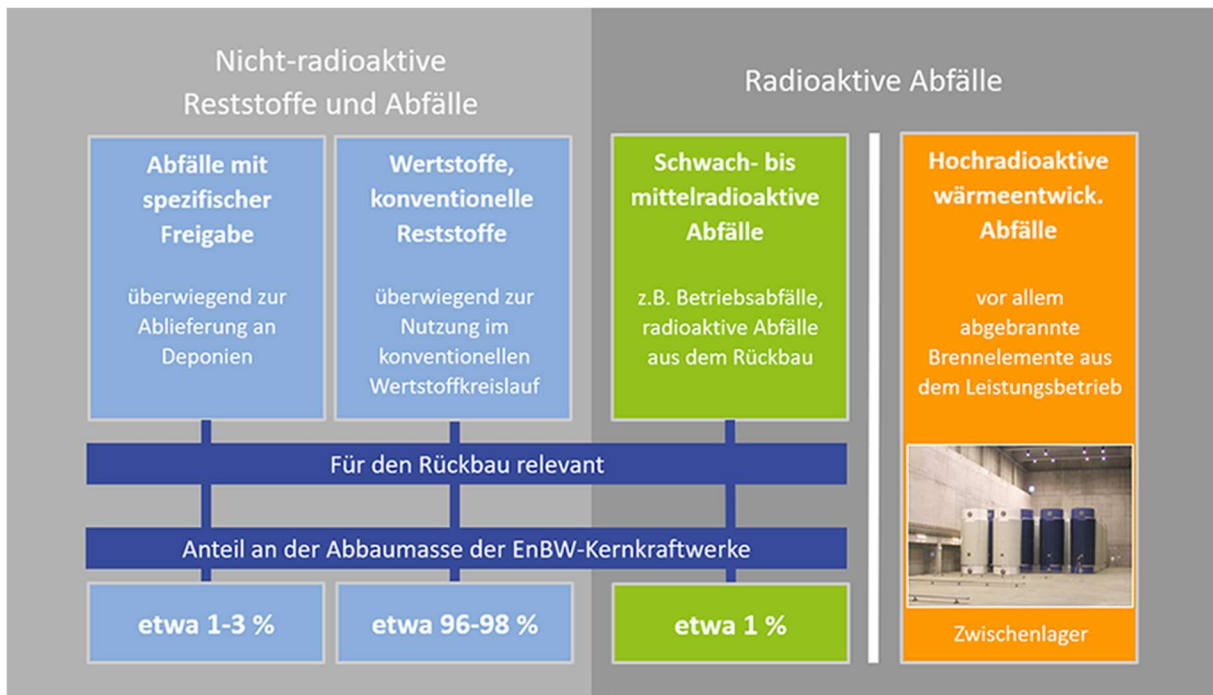 Nicht-radioaktive
Reststoffe und Abfälle
Radioaktive Abfälle
Abfälle mit
spezifischer
Freigabe
überwiegend zur
Ablieferung an
Deponien
Wertstoffe,
konventionelle
Reststoffe
überwiegend zur
Nutzung im
konventionellen
Wertstoffkreislauf
Schwach- bis
mittelradioaktive
Abfälle
z.B. Betriebsabfälle,
radioaktive Abfälle
aus dem Rückbau
Hochradioaktive
wärmeentwick.
Abfälle
vor allem
abgebrannte
Brennelemente aus
dem Leistungsbetrieb
Für den Rückbau relevant
Anteil an der Abbaumasse der EnBW-Kernkraftwerke
etwa 1-3 %
etwa 96-98 %
etwa 1 %
Zwischenlager